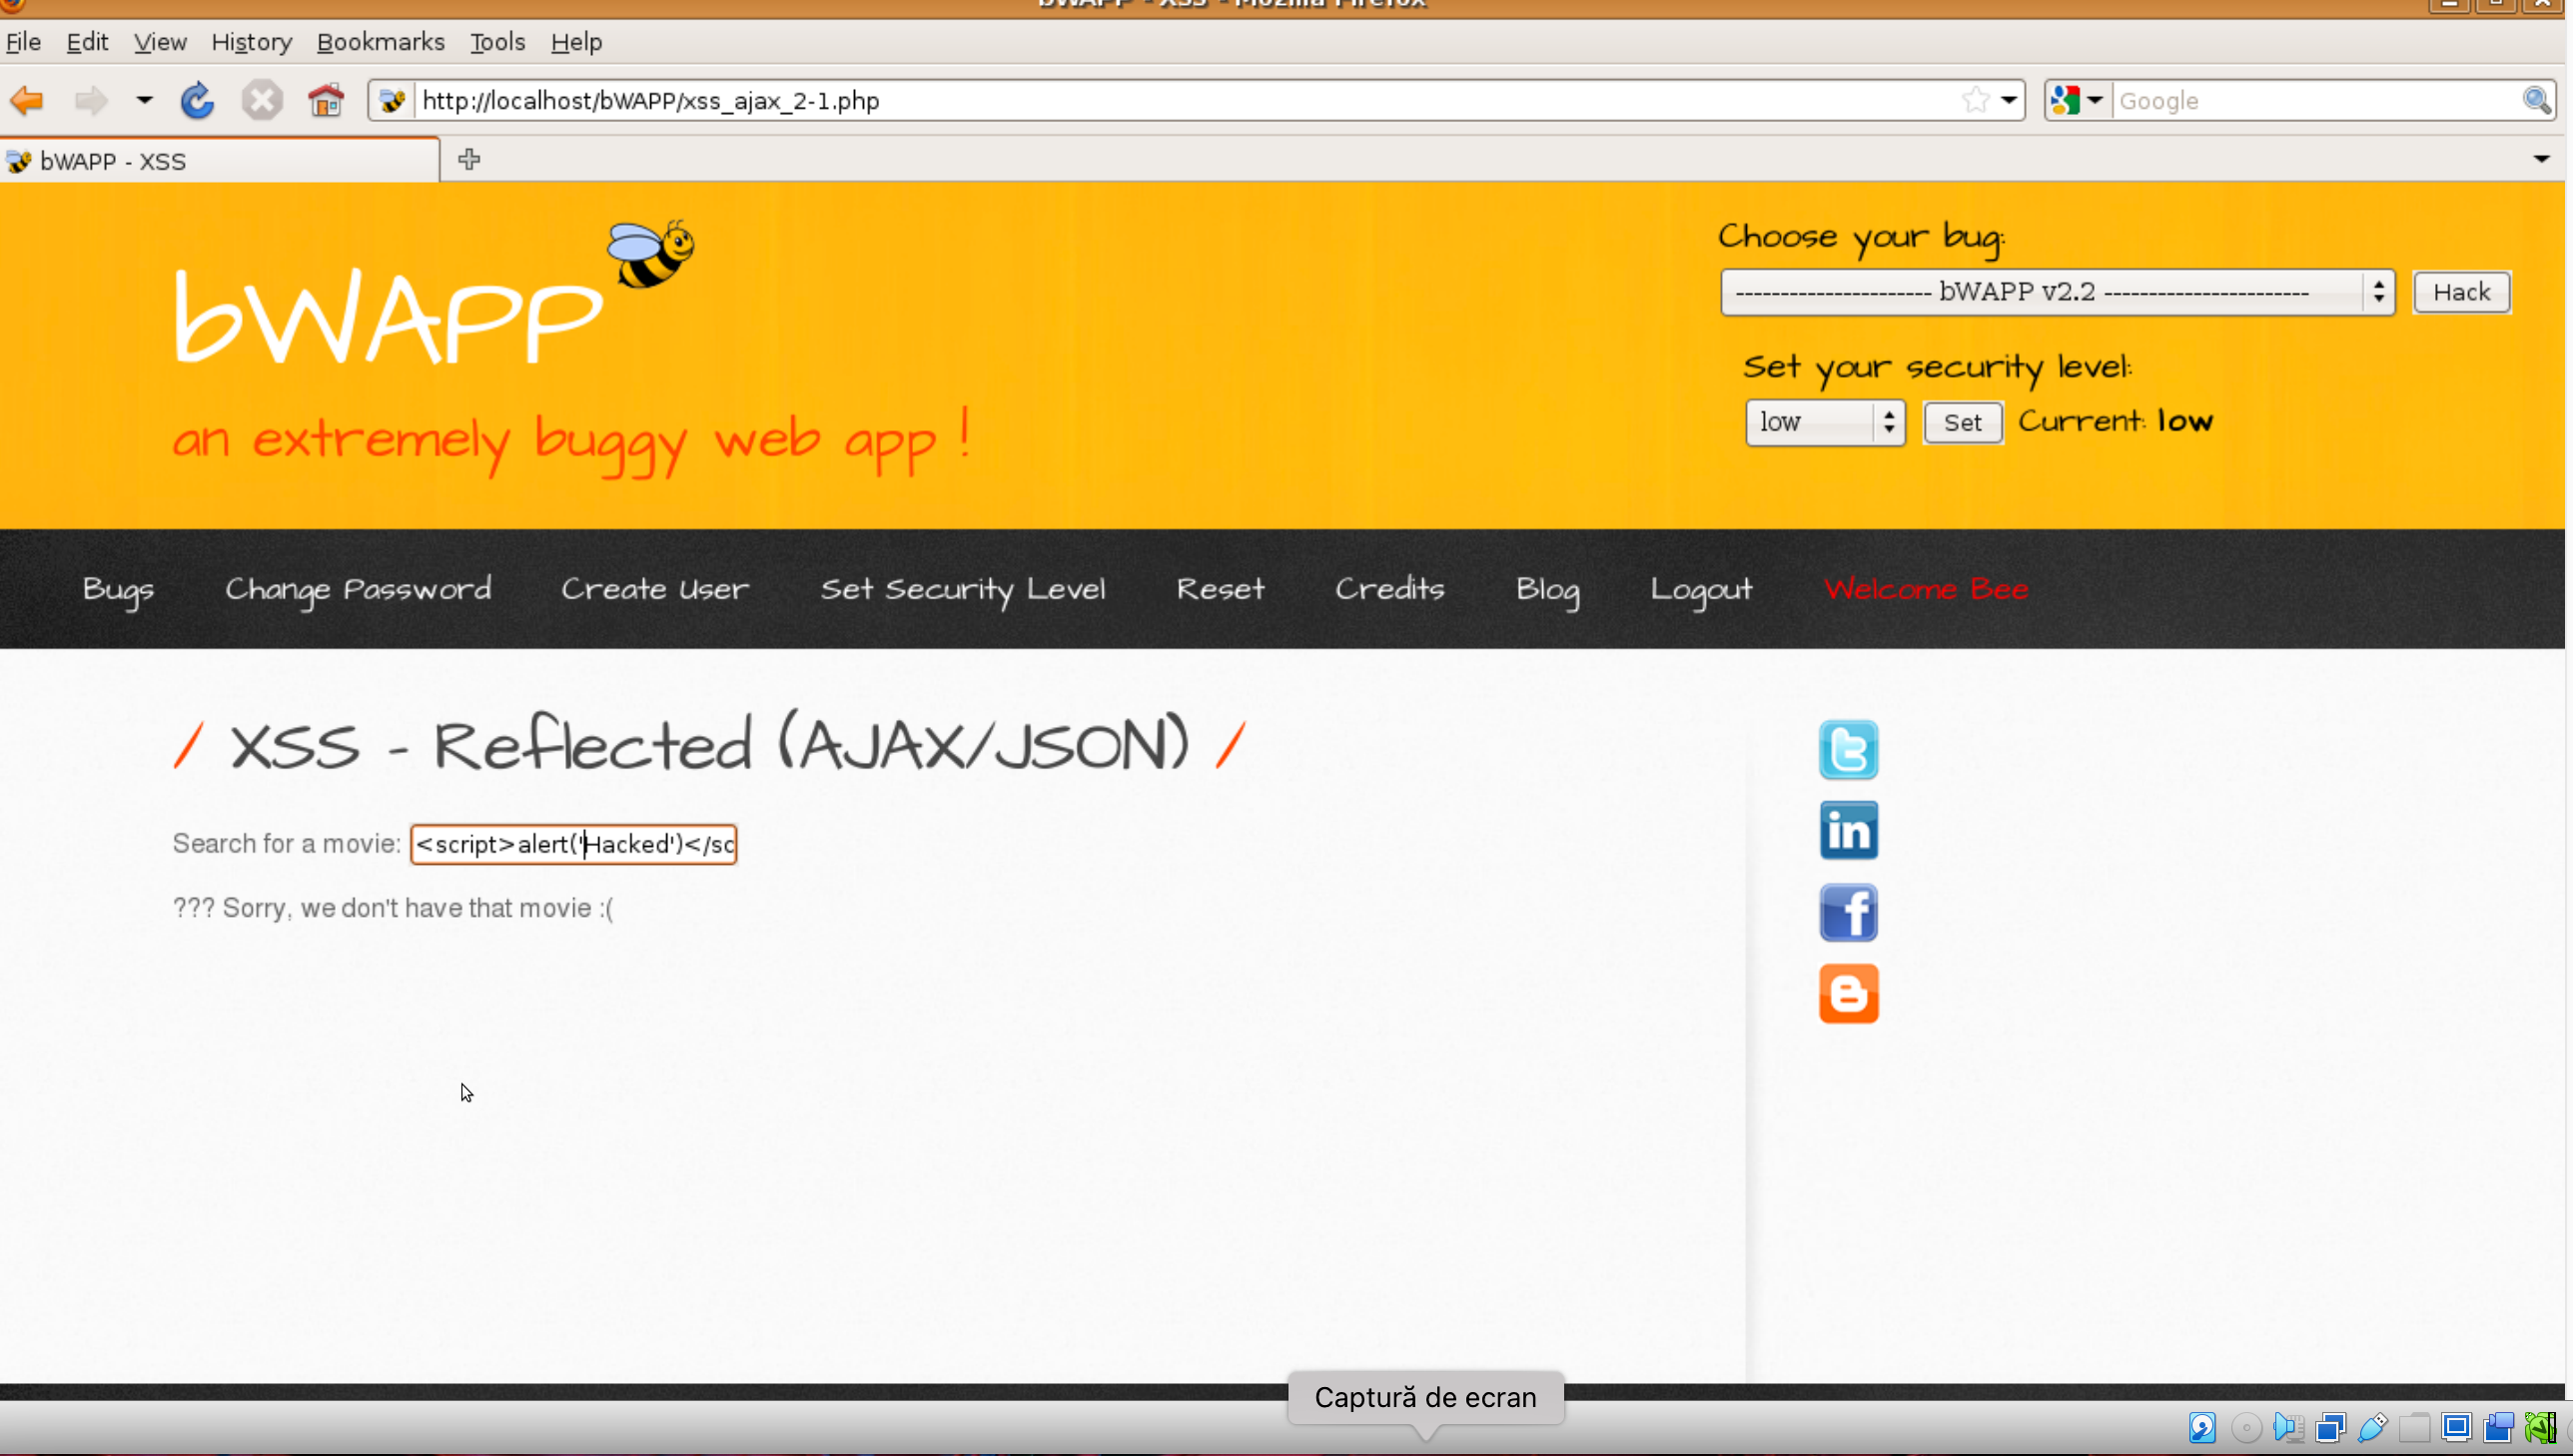 bWAPP - XSS - Mozilla Firefox
File Edit View History Bookmarks Tools Help
http://localhost/bWAPP/xss_ajax_2-1.php
Google
bWAPP - XSS
Choose your bug:
---------------------- bWAPP v2.2 -----------------------
Hack
bWAPP
Set your security level:
low
Set
Current: low
an extremely buggy web app !
Bugs Change Password Create User Set Security Level Reset Credits Blog Logout Welcome Bee
/ XSS - Reflected (AJAX/JSON) /
Search for a movie: <script>alert('Hacked')</sc
??? Sorry, we don't have that movie :(
Captură de ecran